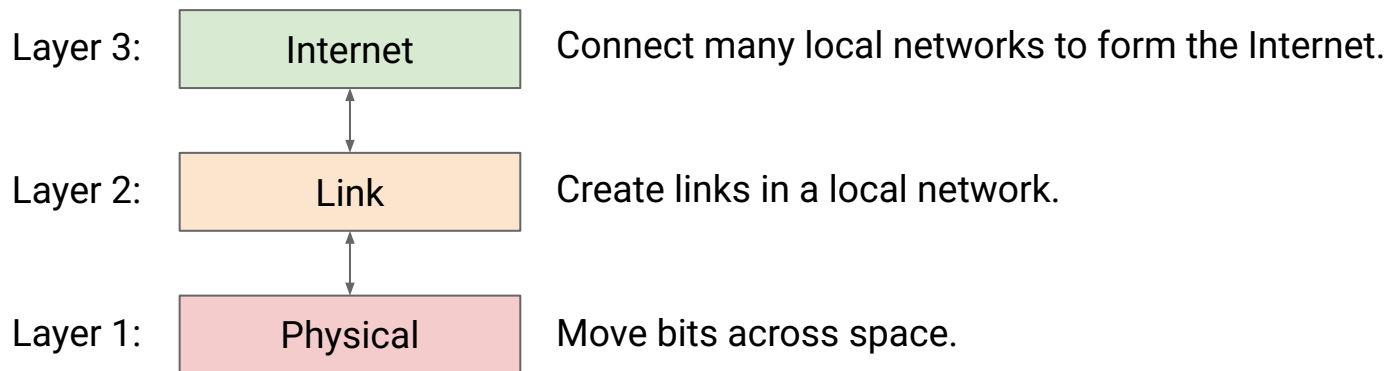 Layer 3: Internet Connect many local networks to form the Internet.
Layer 2: Link Create links in a local network.
Layer 1: Physical Move bits across space.